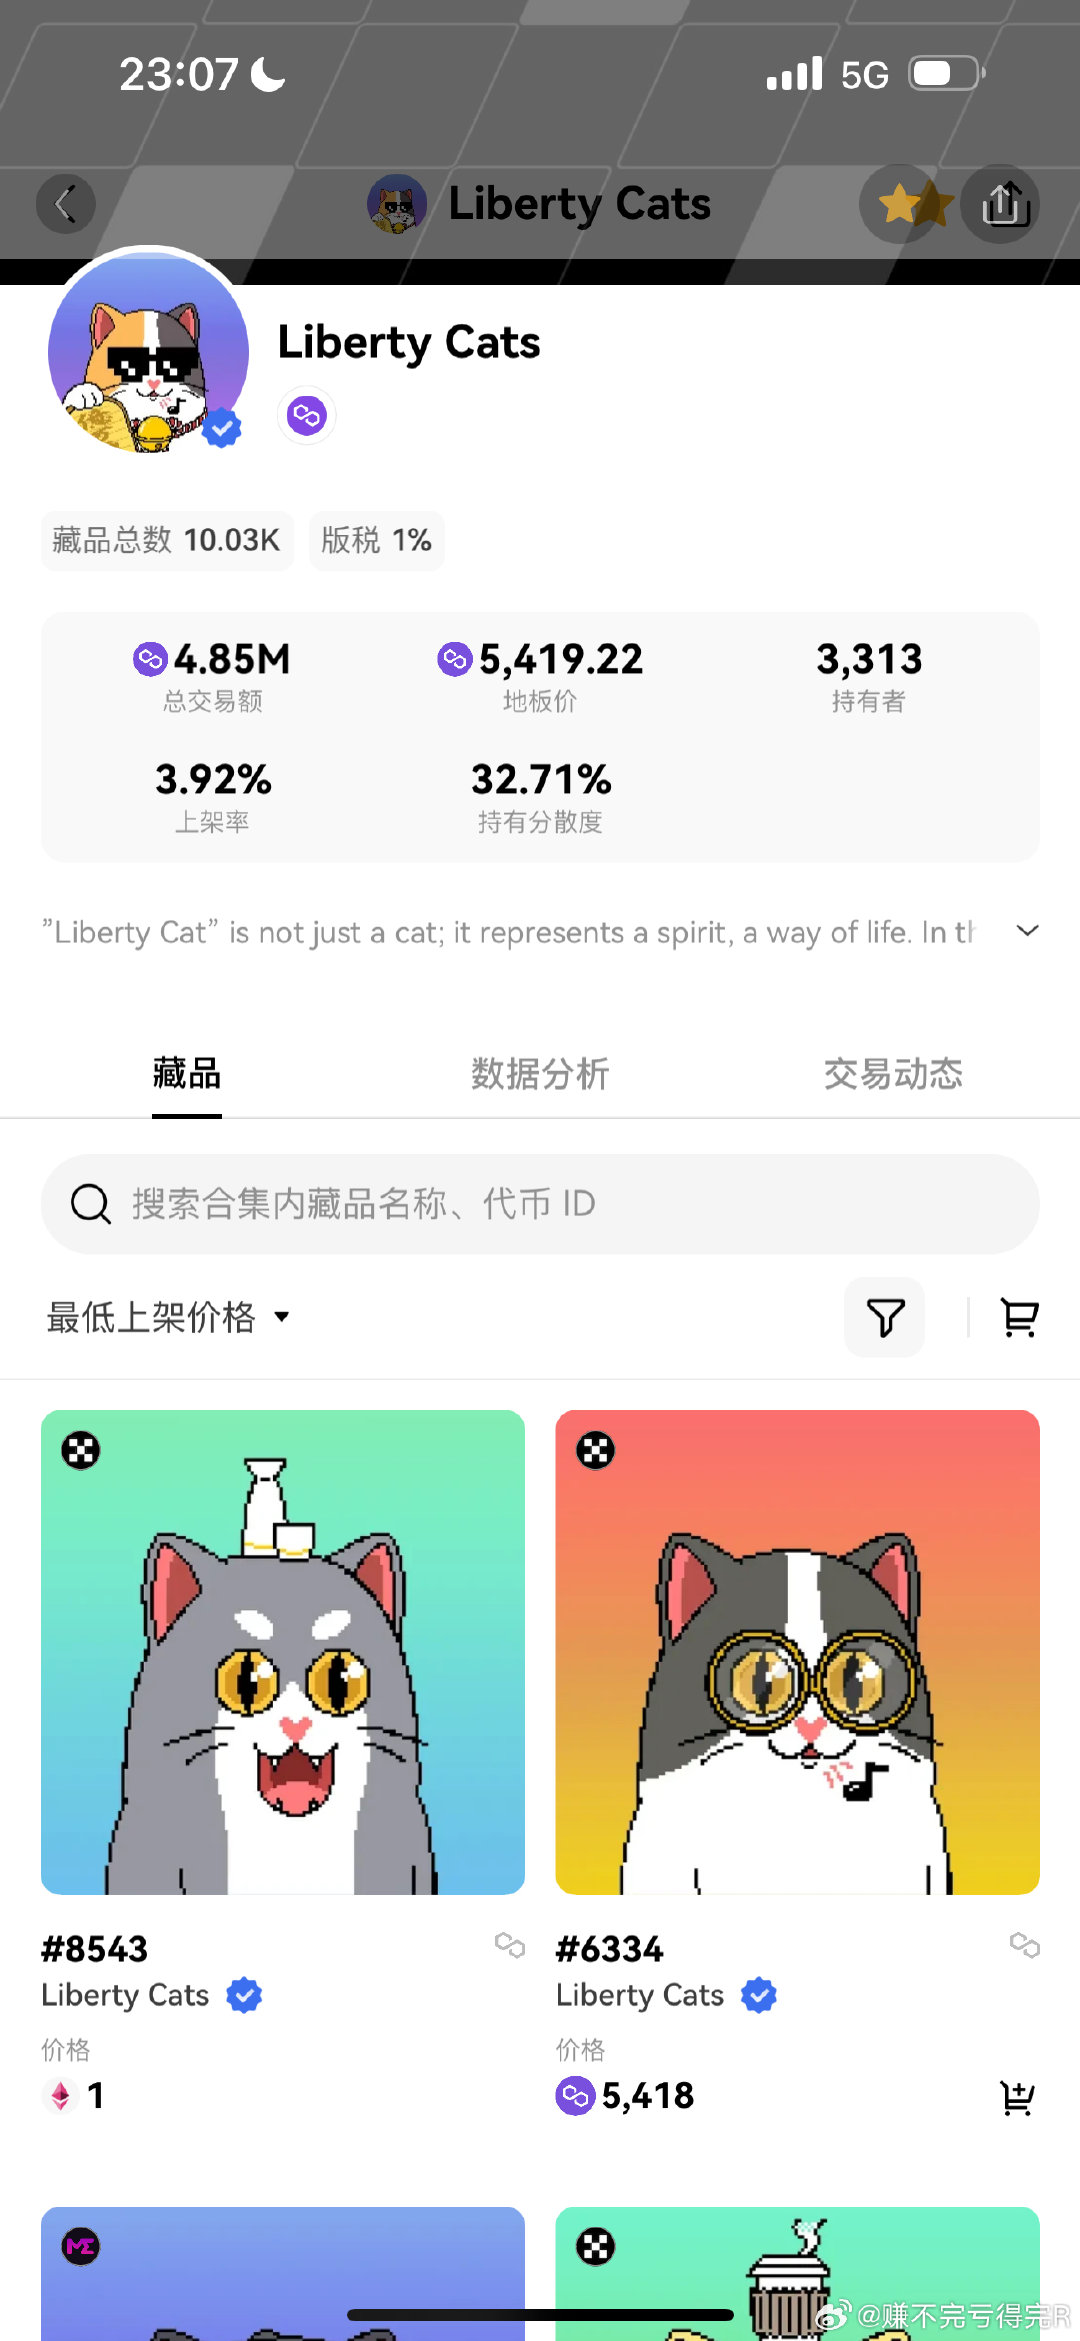 23:07
5G
Liberty Cats
Liberty Cats
藏品总数 10.03K 版税 1%
4.85M 5,419.22 3,313
总交易额 地板价 持有者
3.92% 32.71%
上架率 持有分散度
”Liberty Cat” is not just a cat; it represents a spirit, a way of life. In th
藏品 数据分析 交易动态
搜索合集内藏品名称、代币 ID
最低上架价格
#8543
Liberty Cats
价格
1
#6334
Liberty Cats
价格
5,418
ME
@赚不完亏得完R